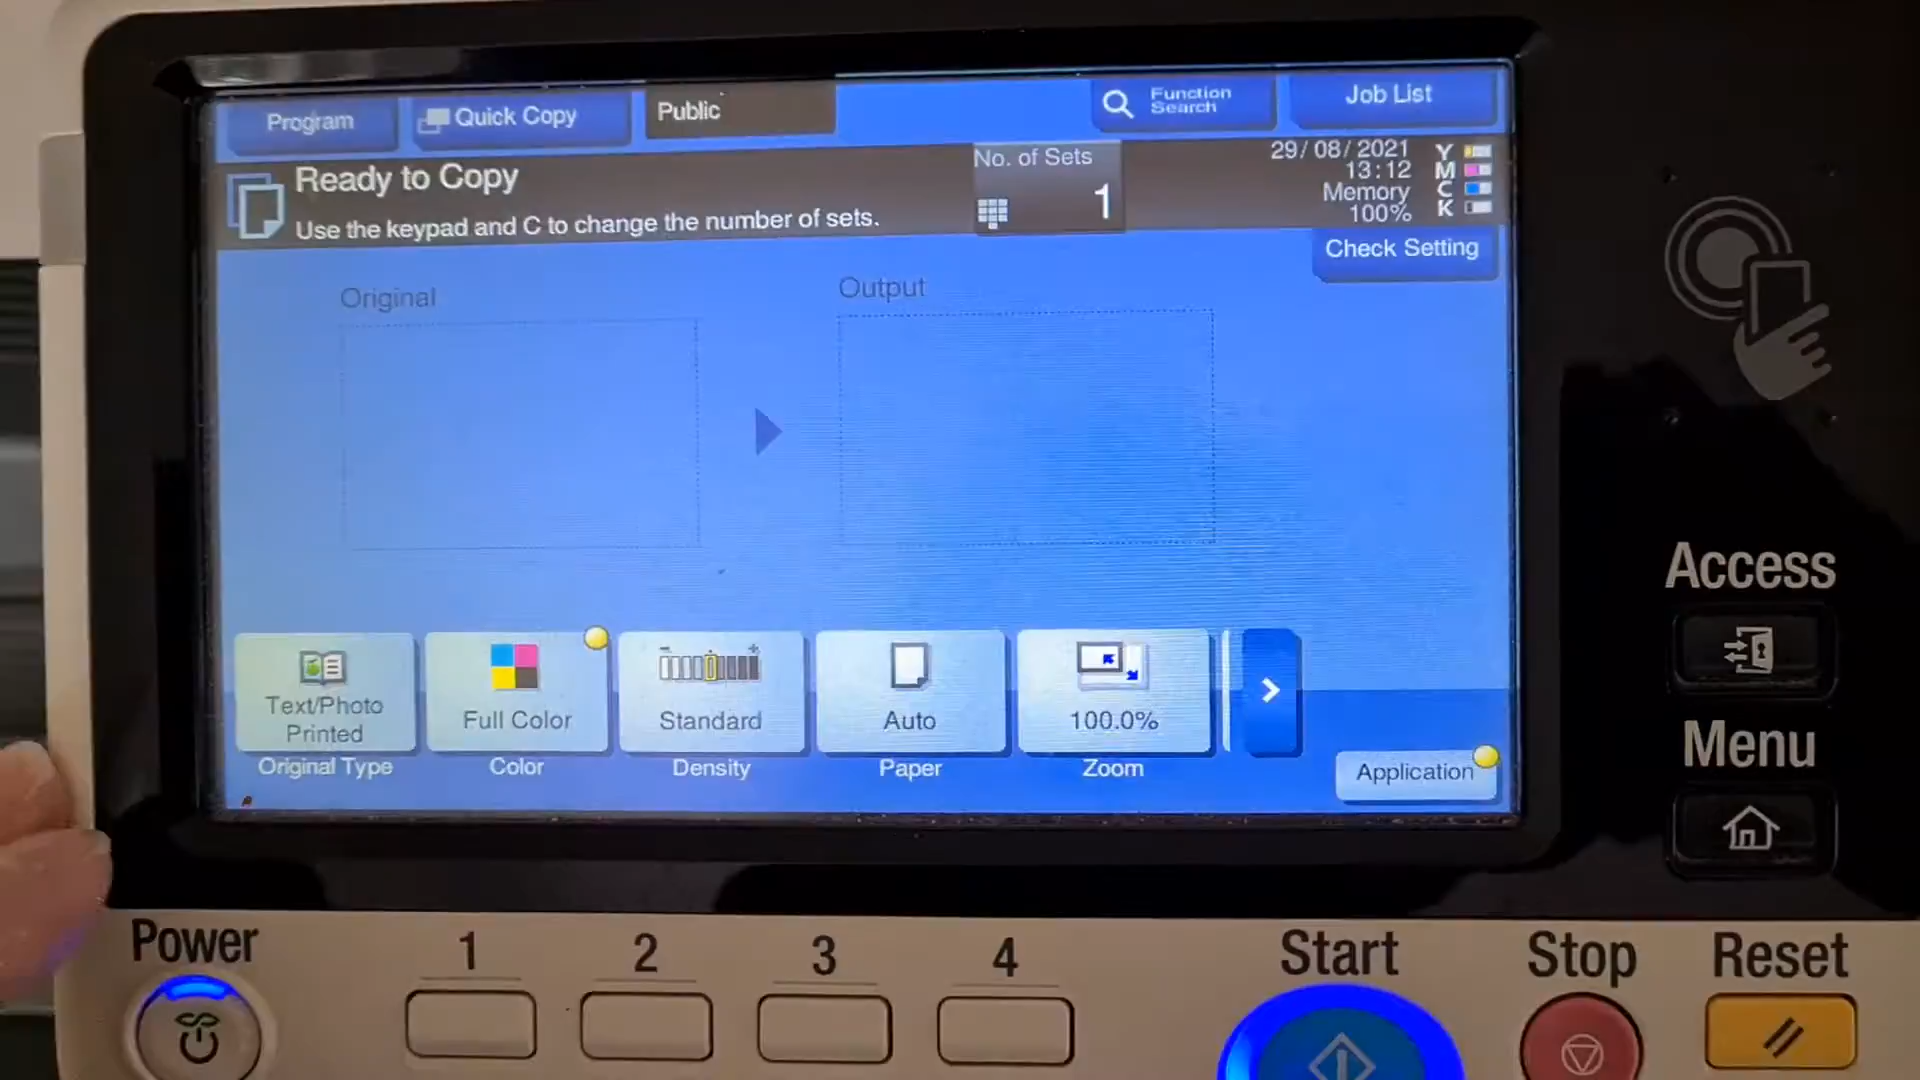 Program
Quick Copy
Public
Function
Search
Job List
Ready to Copy
Use the keypad and C to change the number of sets.
No. of Sets
1
29/08/2021
13:12
Memory
100%
Y
M
C
K
Check Setting
Original
Output
Text/Photo
Printed
Full Color
Standard
Auto
100.0%
Original Type
Color
Density
Paper
Zoom
Application
Access
Menu
Power
1
2
3
4
Start
Stop
Reset